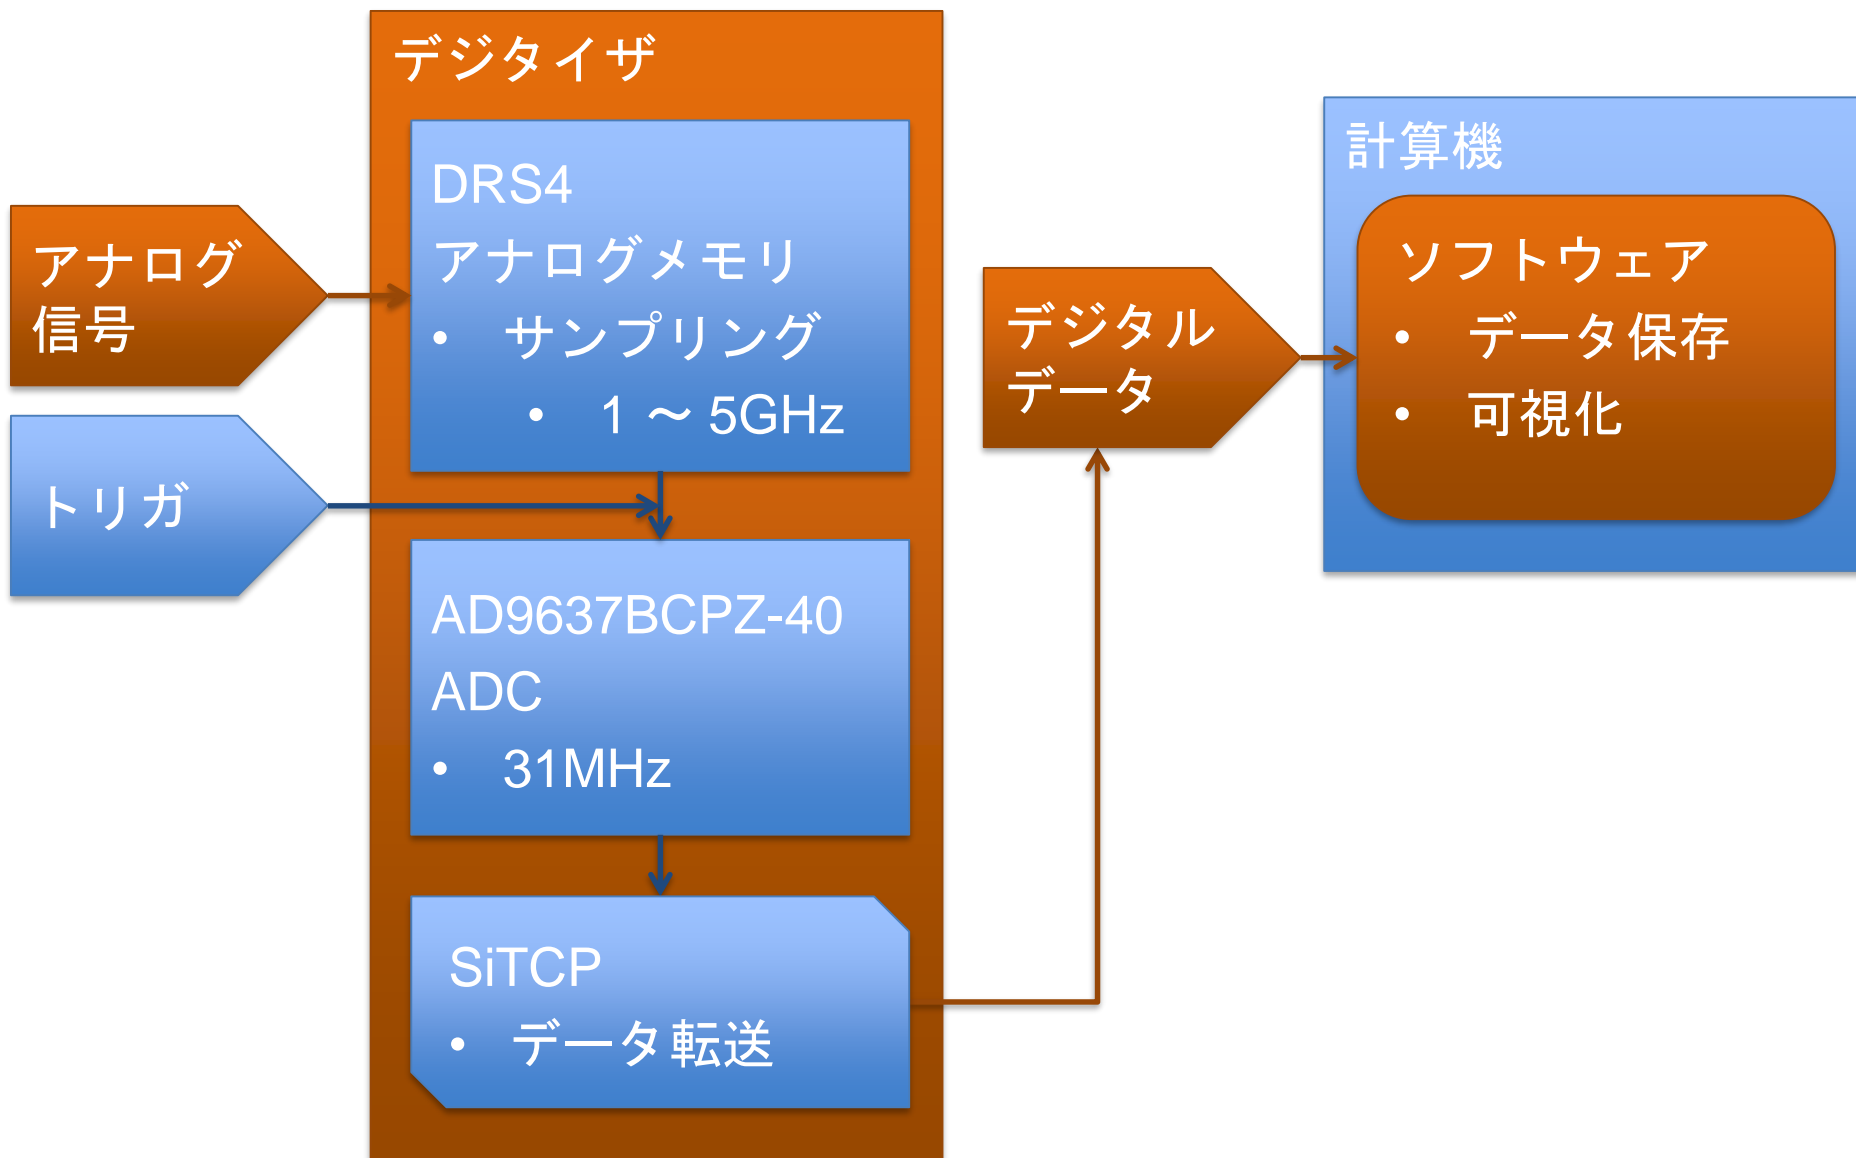 デジタイザ
DRS4
アナログメモリ
• サンプリング
• 1 ～ 5GHz
アナログ
信号
トリガ
AD9637BCPZ-40
ADC
• 31MHz
SiTCP
• データ転送
デジタル
データ
計算機
ソフトウェア
• データ保存
• 可視化